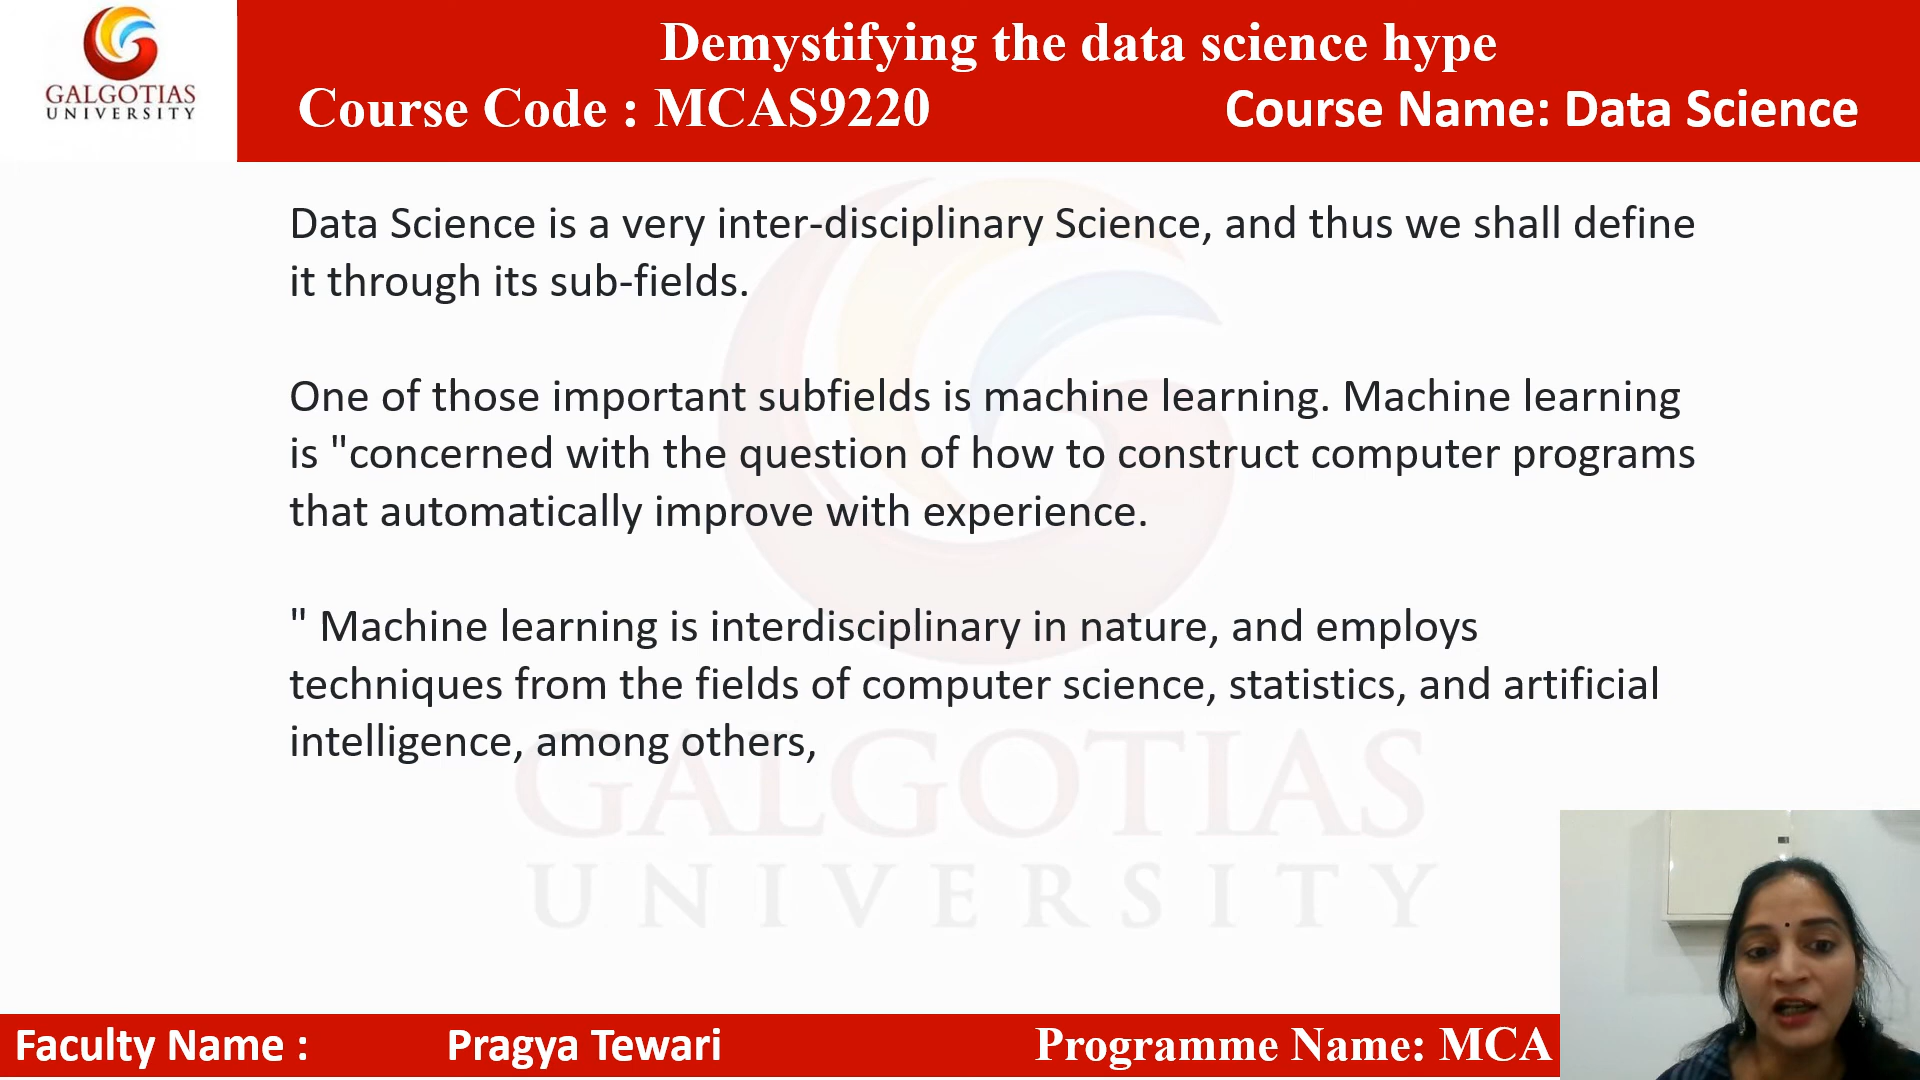 GALGOTIAS
UNIVERSITY
Demystifying the data science hype
Course Code : MCAS9220
Course Name: Data Science
Data Science is a very inter-disciplinary Science, and thus we shall define
it through its sub-fields.
One of those important subfields is machine learning. Machine learning
is "concerned with the question of how to construct computer programs
that automatically improve with experience.
" Machine learning is interdisciplinary in nature, and employs
techniques from the fields of computer science, statistics, and artificial
intelligence, among others,
GALGOTIAS
UNIVERSITY
Faculty Name :
Pragya Tewari
Programme Name: MCA